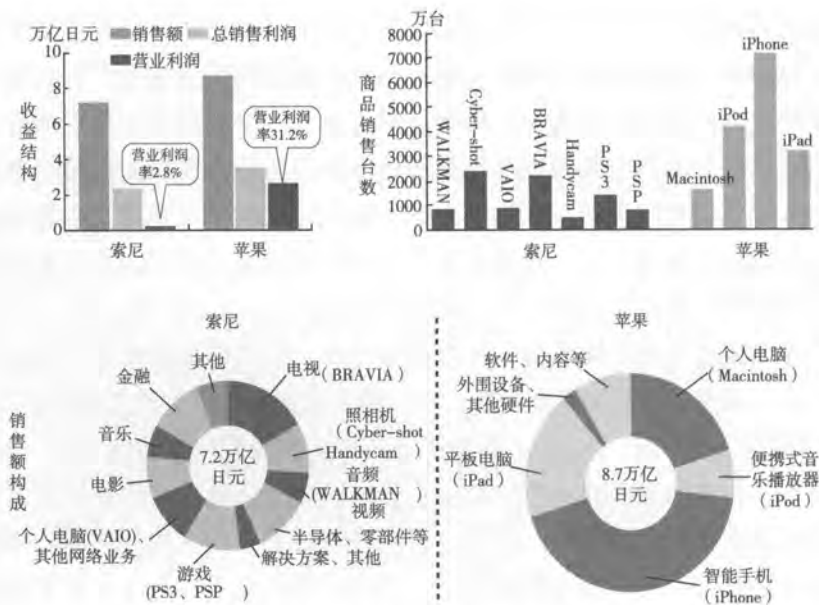 万亿日元
销售额
总销售利润
营业利润
10
8
6
4
2
0
收益结构
营业利润
率2.8%
营业利润
率31.2%
索尼
苹果
万台
8000
7000
6000
5000
4000
3000
2000
1000
0
商品销售台数
WALKMAN
Cyber-shot
VAIO
BRAVIA
Handycam
PS3
PSP
Macintosh
iPod
iPhone
iPad
索尼
苹果
销售额构成
索尼
其他
电视(BRAVIA)
金融
照相机
(Cyber-shot
Handycam)
音乐
7.2万亿
日元
音频
(WALKMAN)
视频
电影
个人电脑(VAIO)、
其他网络业务
半导体、零部件等
解决方案、其他
游戏
(PS3、PSP )
苹果
软件、内容等
个人电脑
(Macintosh)
外围设备、
其他硬件
平板电脑
(iPad)
8.7万亿
日元
便携式音
乐播放器
(iPod)
智能手机
(iPhone)